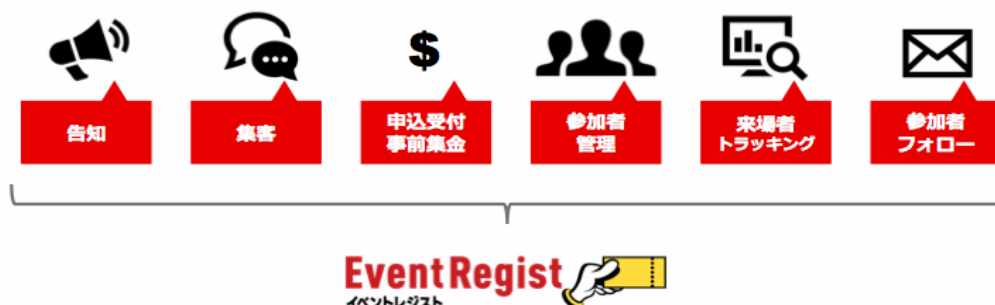 告知
集客
申込受付
事前集金
参加者
管理
来場者
トラッキング
参加者
フォロー
EventRegist
イベントレジスト